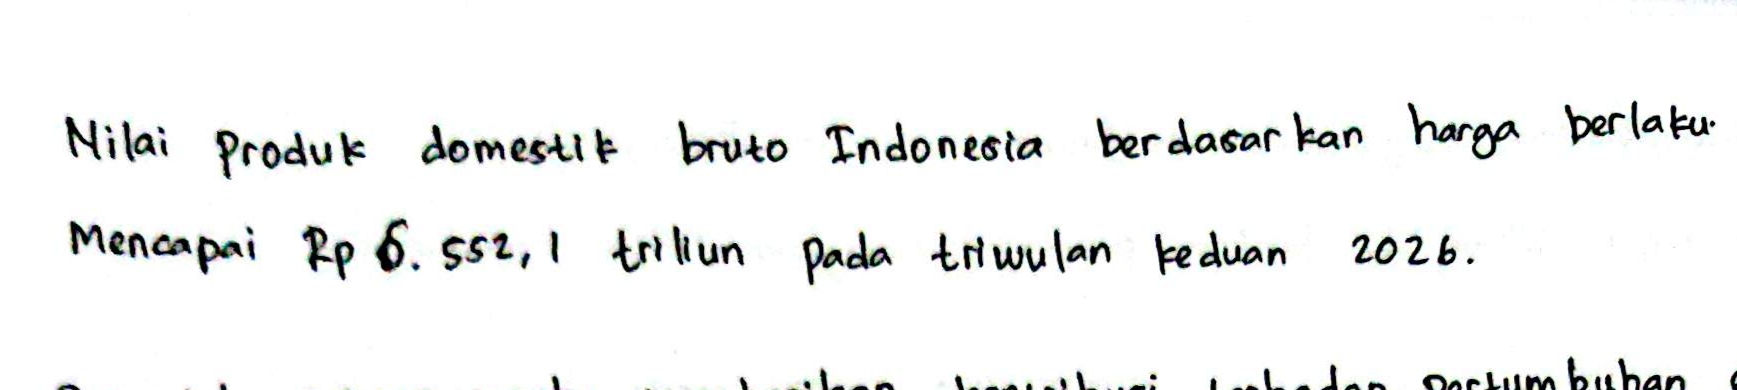 Nilai Produk domestik bruto Indonesia berdasarkan harga berlaku.
Mencapai Rp 6.552,1 triliun pada triwulan keduan 2026.